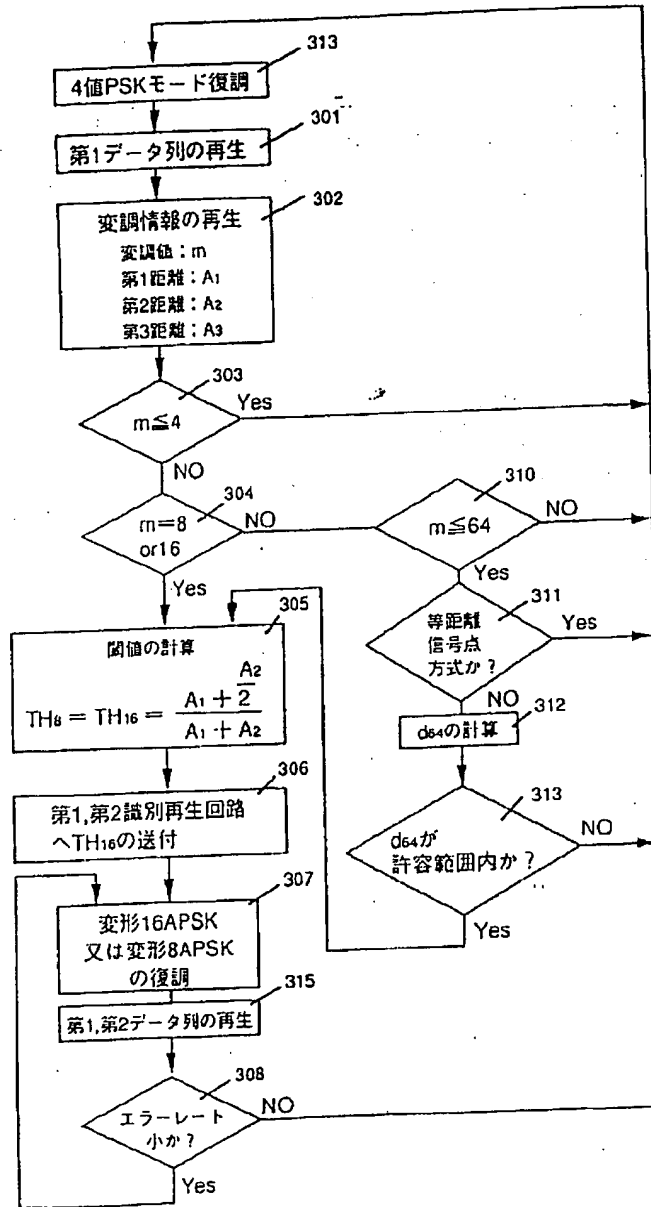 313
4値PSKモード復調
301
第1データ列の再生
302
変調情報の再生
変調値：m
第1距離：A₁
第2距離：A₂
第3距離：A₃
303
m≦4
Yes
NO
304
m＝8
or16
NO
Yes
310
m≦64
NO
Yes
311
等距離
信号点
方式か？
Yes
NO
312
d₆₄の計算
313
d₆₄が
許容範囲内か？
NO
Yes
305
閾値の計算
A₂
A₁＋2
TH₈＝TH₁₆＝
A₁＋A₂
306
第1,第2識別再生回路
へTH₁₆の送付
307
変形16APSK
又は変形8APSK
の復調
315
第1,第2データ列の再生
308
エラーレート
小か？
NO
Yes